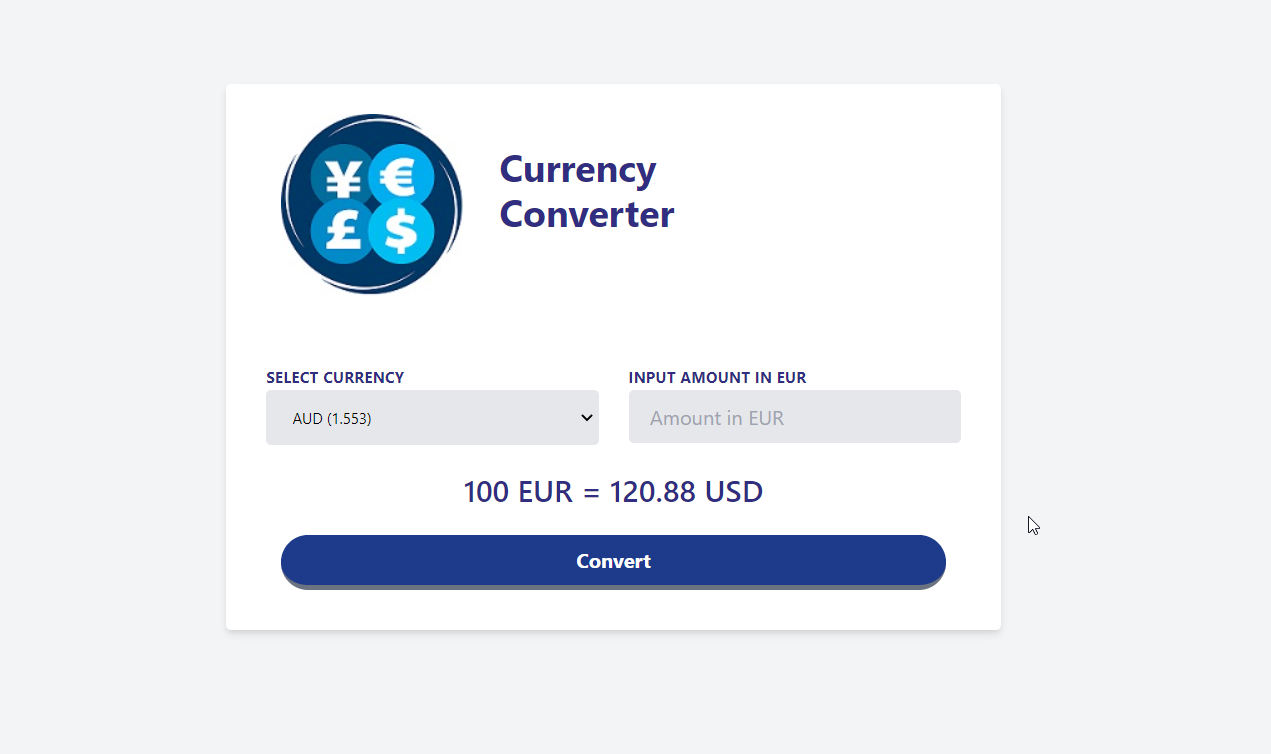 ¥ €
£ $
Currency
Converter
SELECT CURRENCY
INPUT AMOUNT IN EUR
AUD (1.553)
Amount in EUR
100 EUR = 120.88 USD
Convert